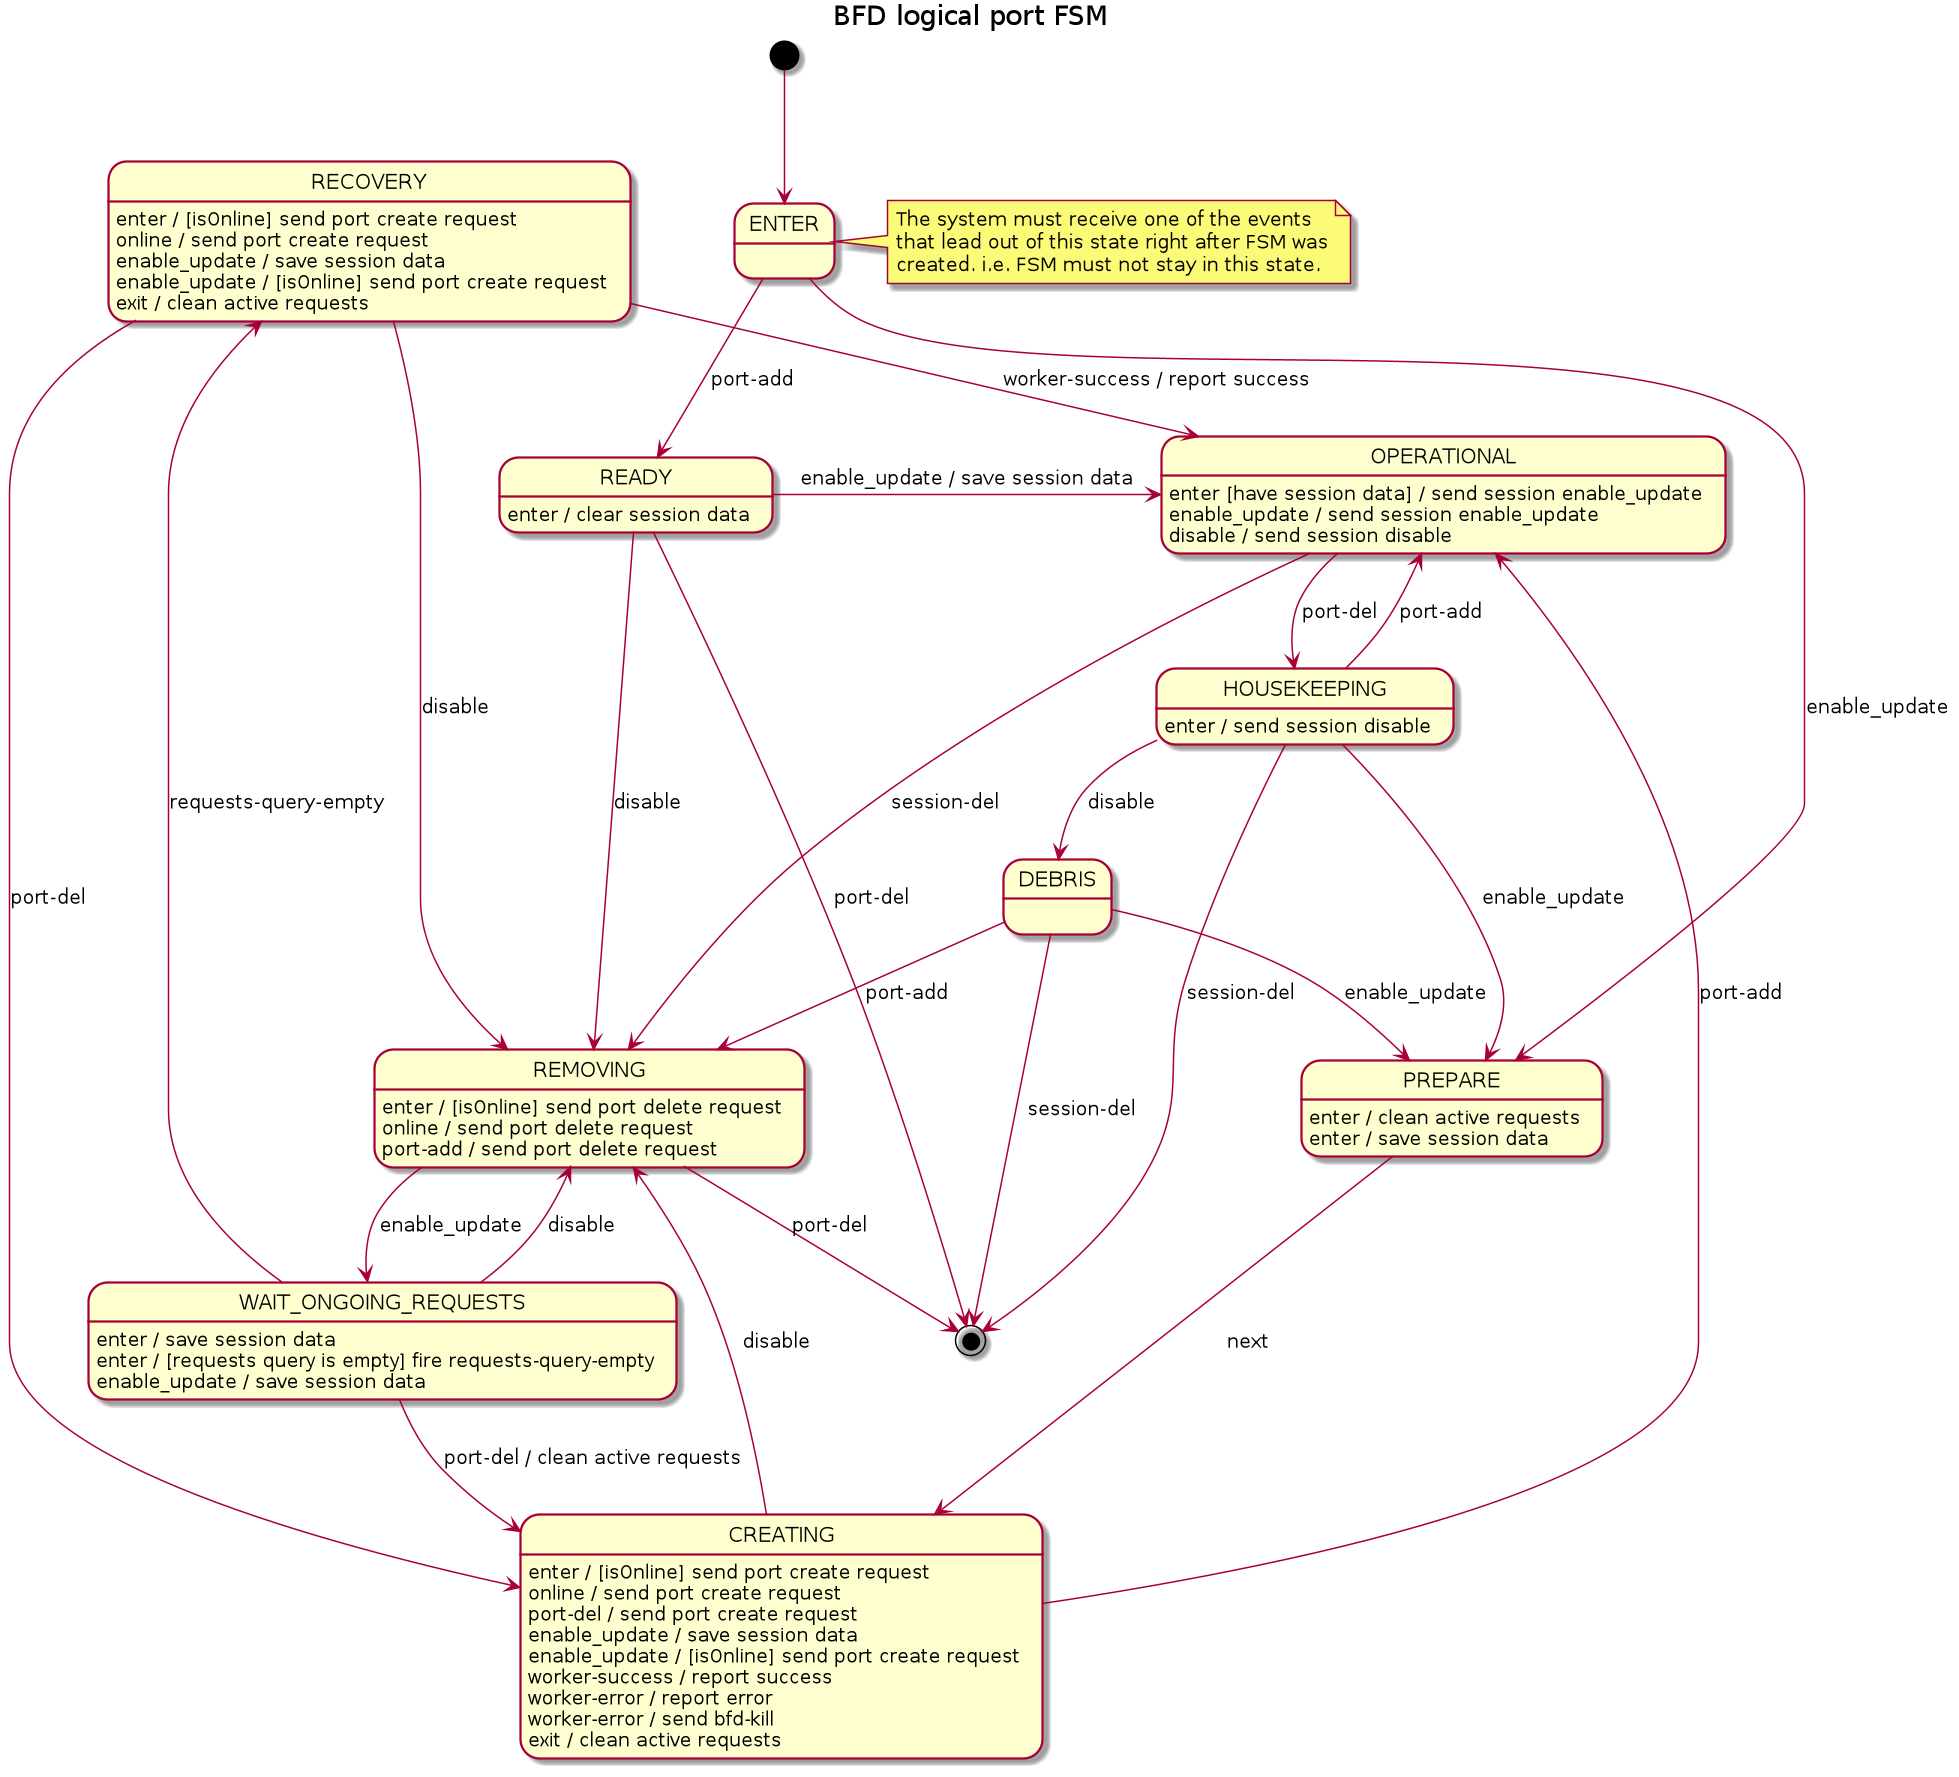 BFD logical port FSM
RECOVERY
enter / [isOnline] send port create request
online / send port create request
enable_update / save session data
enable_update / [isOnline] send port create request
exit / clean active requests
ENTER
The system must receive one of the events
that lead out of this state right after FSM was
created. i.e. FSM must not stay in this state.
port-add
worker-success / report success
READY
enter / clear session data
enable_update / save session data
OPERATIONAL
enter [have session data] / send session enable_update
enable_update / send session enable_update
disable / send session disable
port-del
port-add
HOUSEKEEPING
enter / send session disable
disable
enable_update
requests-query-empty
disable
session-del
disable
DEBRIS
port-del
port-del
enable_update
port-add
session-del
enable_update
port-add
REMOVING
enter / [isOnline] send port delete request
online / send port delete request
port-add / send port delete request
session-del
PREPARE
enter / clean active requests
enter / save session data
enable_update
disable
port-del
WAIT_ONGOING_REQUESTS
enter / save session data
enter / [requests query is empty] fire requests-query-empty
enable_update / save session data
disable
next
port-del / clean active requests
CREATING
enter / [isOnline] send port create request
online / send port create request
port-del / send port create request
enable_update / save session data
enable_update / [isOnline] send port create request
worker-success / report success
worker-error / report error
worker-error / send bfd-kill
exit / clean active requests